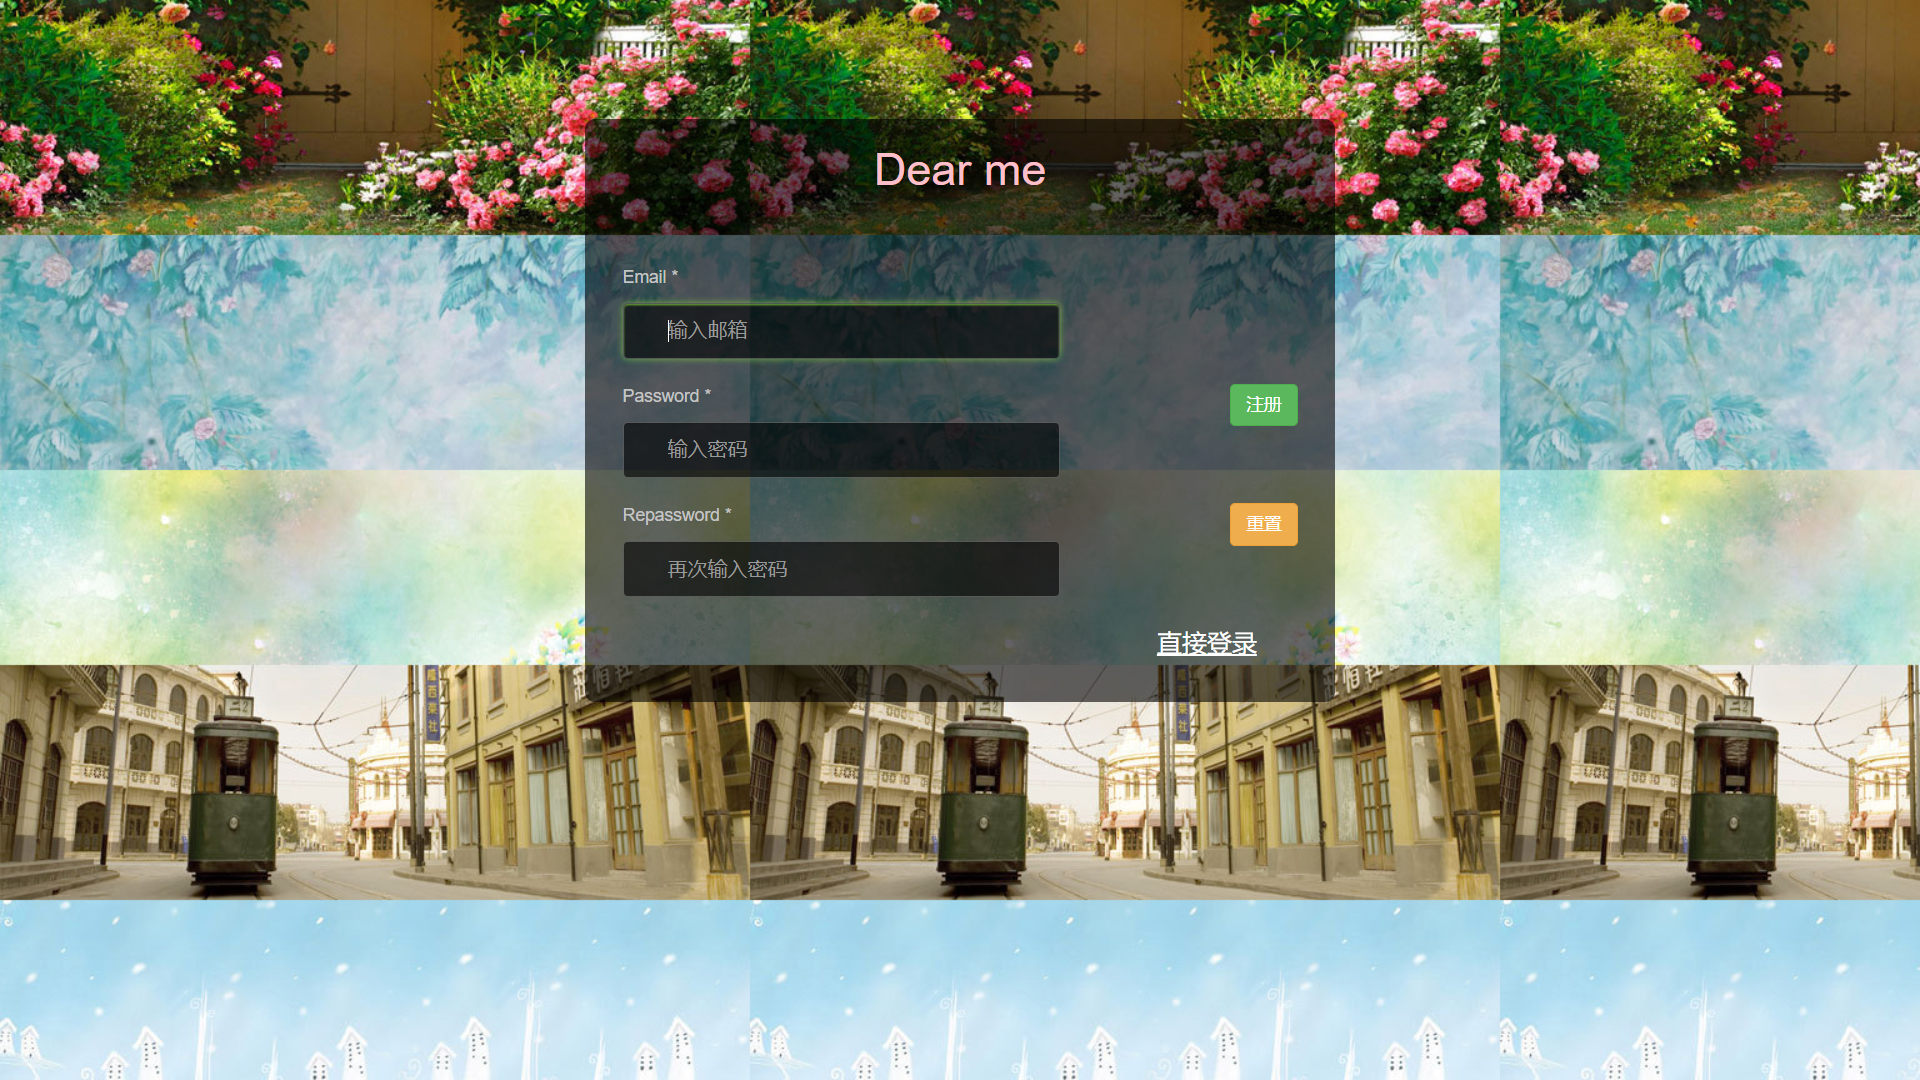 Dear me
Email *
输入邮箱
Password *
注册
输入密码
Repassword *
重置
再次输入密码
直接登录